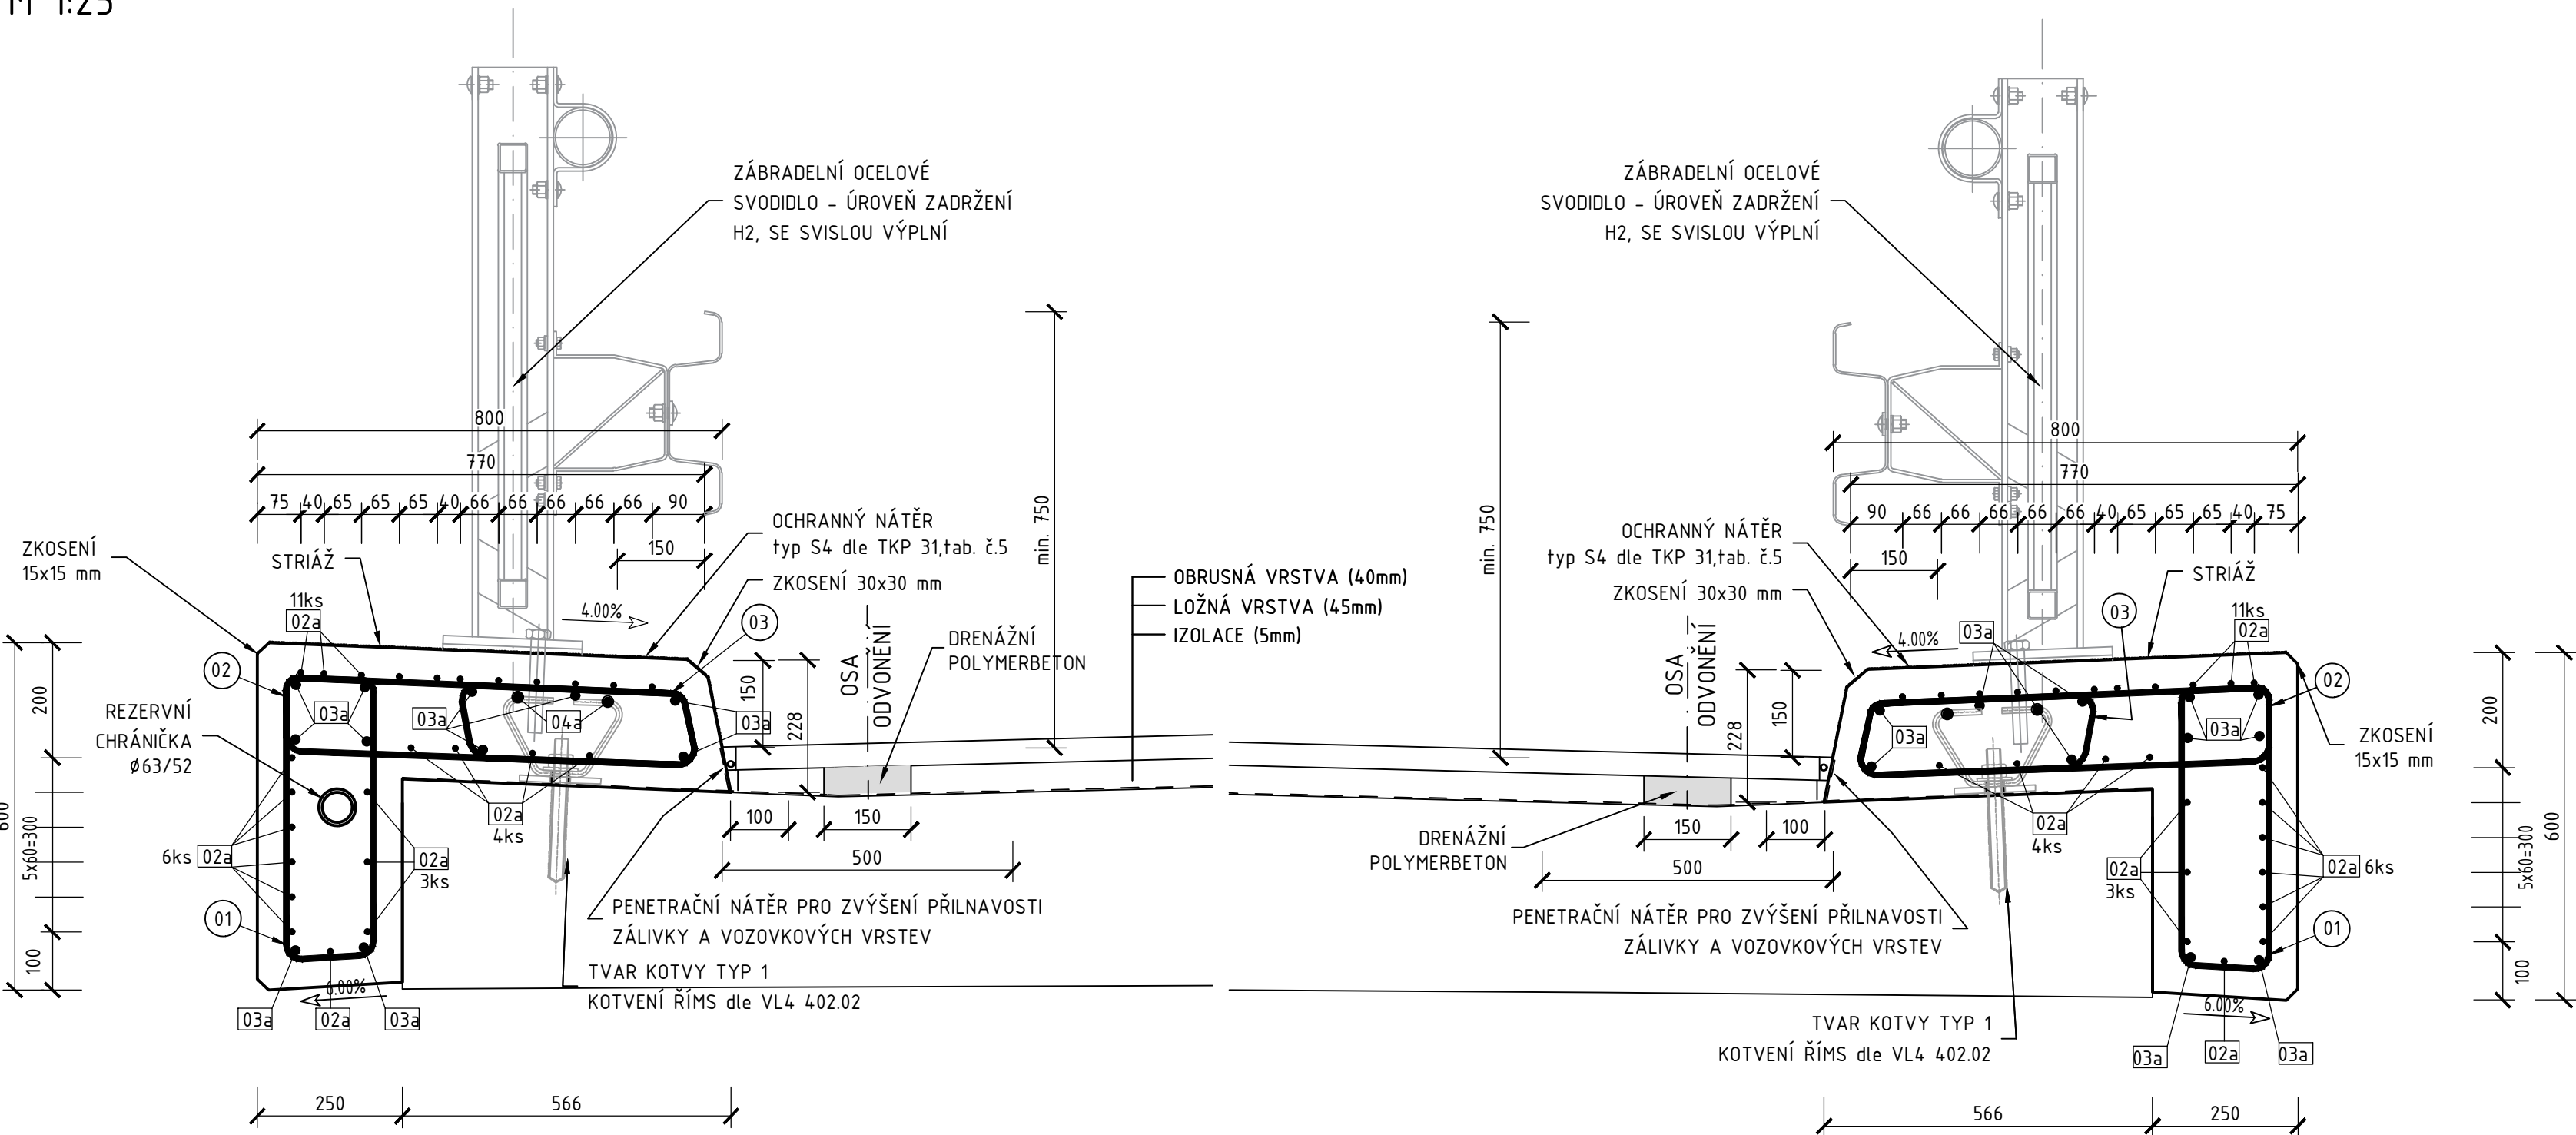 M 1:25
ZÁBRADELNÍ OCELOVÉ
SVODIDLO - ÚROVEŇ ZADRŽENÍ
H2, SE SVISLOU VÝPLNÍ
800
770
75 40 65 65 65 40 66 66 66 66 66 90
150
min. 750
OCHRANNÝ NÁTĚR
typ S4 dle TKP 31,tab. č.5
ZKOSENÍ 30x30 mm
ZKOSENÍ
15x15 mm
STRIÁŽ
11ks
02a
4.00%
03
02
REZERVNÍ
CHRÁNIČKA
Ø63/52
03a
03a
04a
03a
150
228
OSA
ODVONĚNÍ
DRENÁŽNÍ
POLYMERBETON
OBRUSNÁ VRSTVA (40mm)
LOŽNÁ VRSTVA (45mm)
IZOLACE (5mm)
600
200
5x60=300
100
02a
4ks
6ks 02a
02a
3ks
01
100
150
500
PENETRAČNÍ NÁTĚR PRO ZVÝŠENÍ PŘILNAVOSTI
ZÁLIVKY A VOZOVKOVÝCH VRSTEV
TVAR KOTVY TYP 1
KOTVENÍ ŘÍMS dle VL4 402.02
6.00%
03a
02a
03a
250
566
ZÁBRADELNÍ OCELOVÉ
SVODIDLO - ÚROVEŇ ZADRŽENÍ
H2, SE SVISLOU VÝPLNÍ
min. 750
800
770
90 66 66 66 66 66 40 65 65 65 40 75
150
OCHRANNÝ NÁTĚR
typ S4 dle TKP 31,tab. č.5
ZKOSENÍ 30x30 mm
STRIÁŽ
03
11ks
02a
03a
4.00%
02
OSA
ODVONĚNÍ
228
150
03a
03a
ZKOSENÍ
15x15 mm
200
5x60=300
100
600
DRENÁŽNÍ
POLYMERBETON
150
100
500
02a
4ks
02a
3ks
02a 6ks
01
PENETRAČNÍ NÁTĚR PRO ZVÝŠENÍ PŘILNAVOSTI
ZÁLIVKY A VOZOVKOVÝCH VRSTEV
TVAR KOTVY TYP 1
KOTVENÍ ŘÍMS dle VL4 402.02
6.00%
03a
02a
03a
566
250